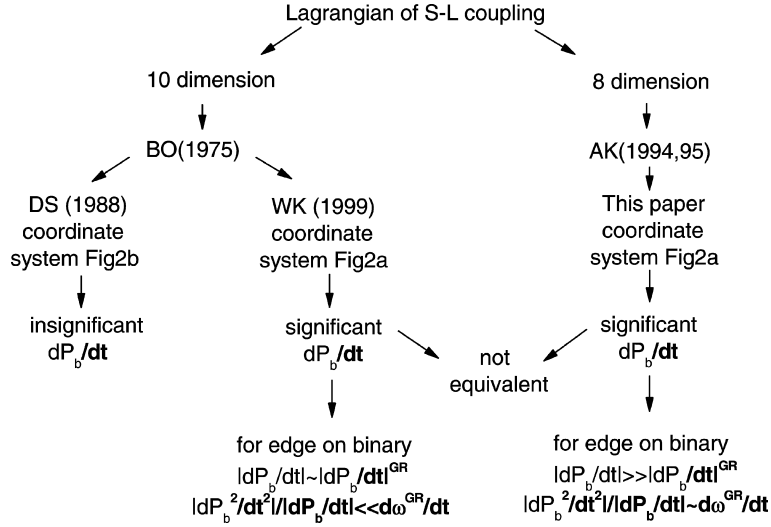 Lagrangian of S-L coupling
10 dimension
8 dimension
BO(1975)
AK(1994,95)
DS (1988)
coordinate
system Fig2b
WK (1999)
coordinate
system Fig2a
This paper
coordinate
system Fig2a
insignificant
dP_b/dt
significant
dP_b/dt
significant
dP_b/dt
not
equivalent
for edge on binary
|dP_b/dt|~|dP_b/dt|^GR
|dP_b^2/dt^2|/|dP_b/dt|<<dω^GR/dt
for edge on binary
|dP_b/dt|>>|dP_b/dt|^GR
|dP_b^2/dt^2|/|dP_b/dt|~dω^GR/dt